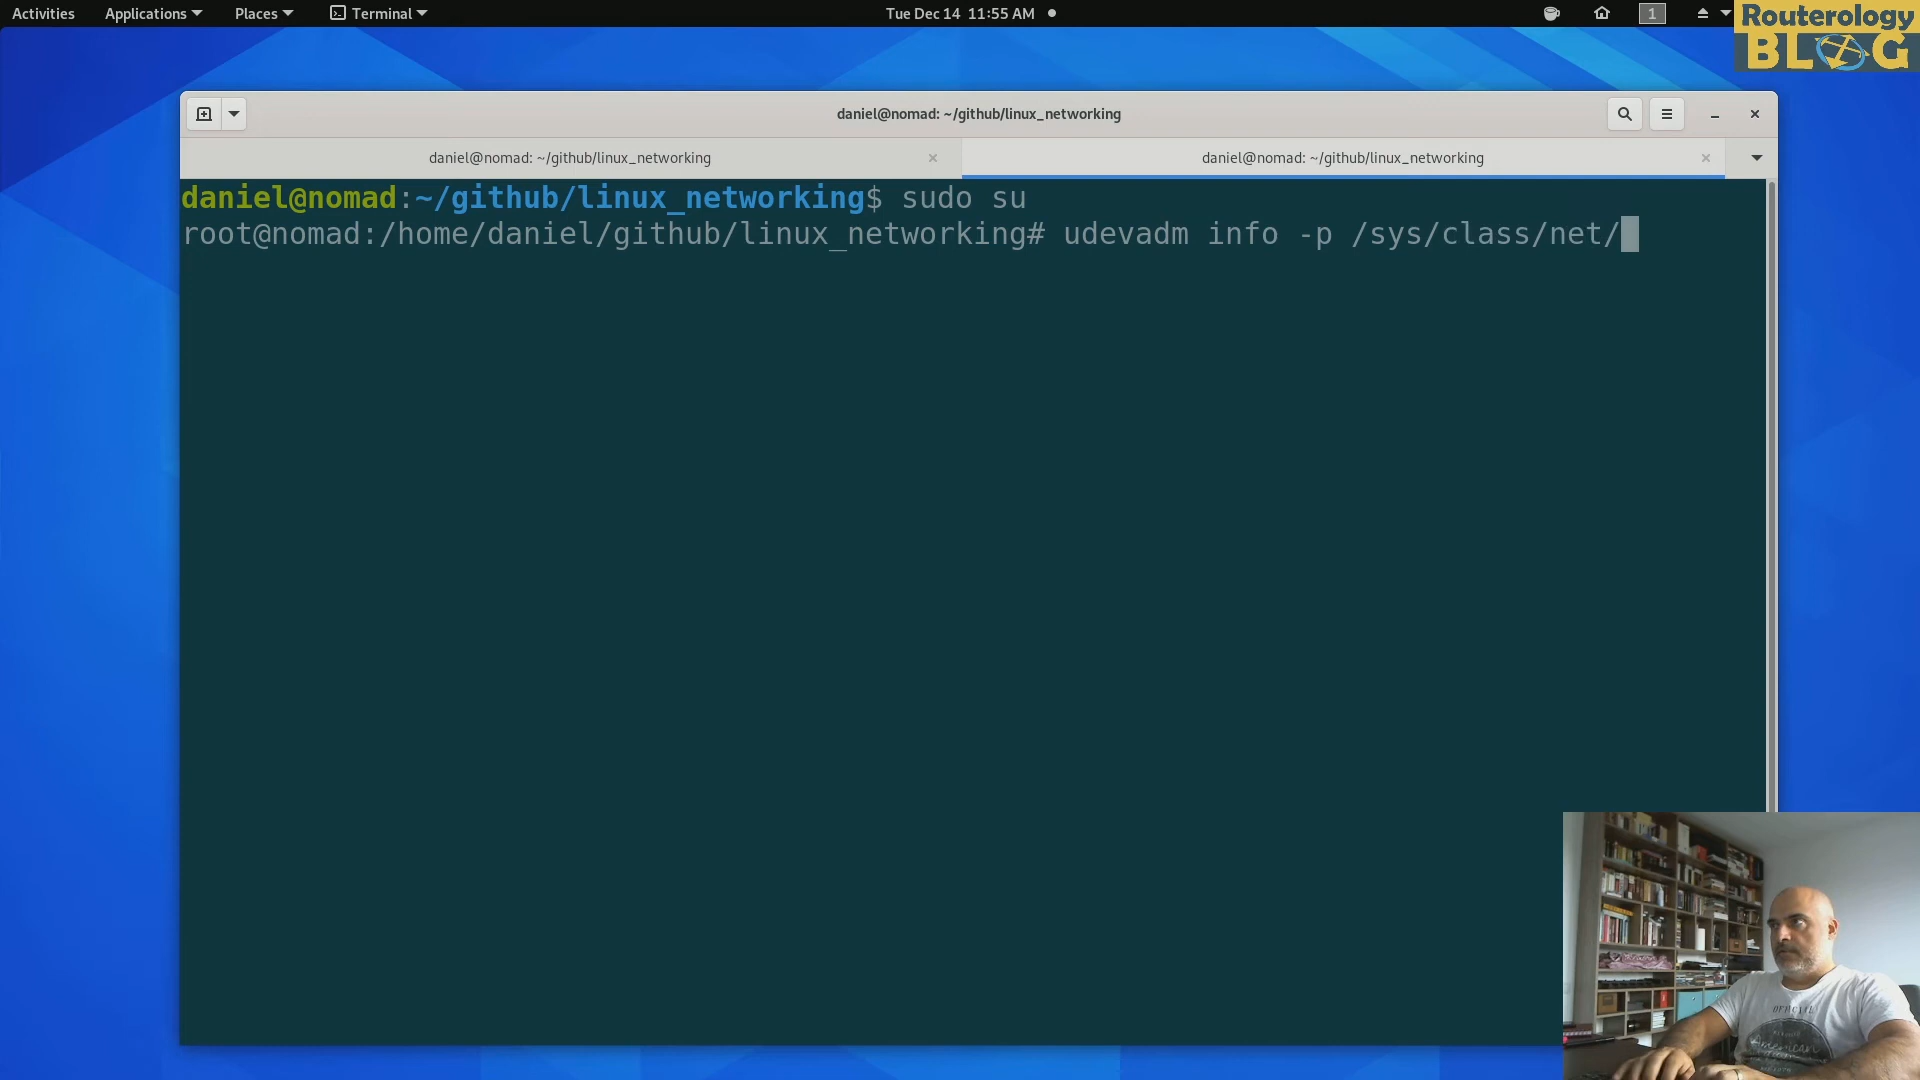 Activities Applications Places Terminal Tue Dec 14 11:55 AM 1
Routerology
BLOG
daniel@nomad: ~/github/linux_networking
daniel@nomad: ~/github/linux_networking daniel@nomad: ~/github/linux_networking
daniel@nomad:~/github/linux_networking$ sudo su
root@nomad:/home/daniel/github/linux_networking# udevadm info -p /sys/class/net/
American